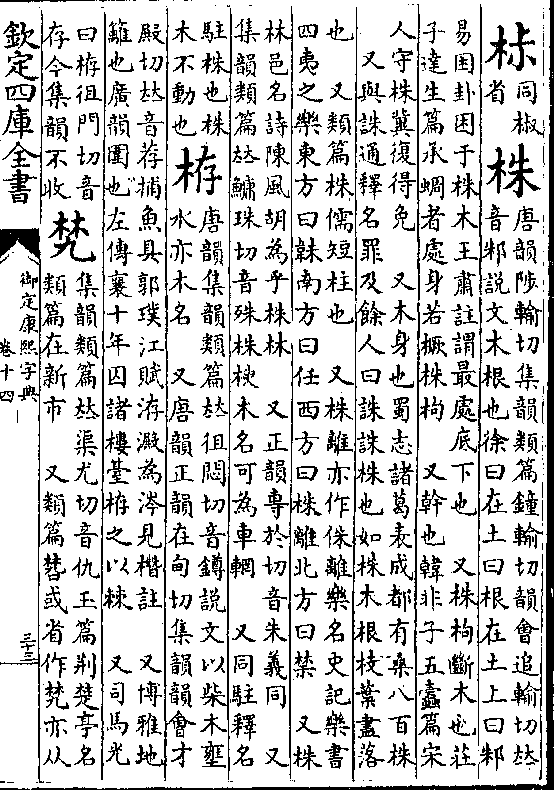 㭐
同椒
省
株
唐韻陟輸切集韻類篇鐘輸切韻會追輸切𠀤
音邾說文木根也徐曰在土曰根在土上曰邾
易困卦困于株木王肅註謂最處底下也　又株枸斷木也莊
子達生篇承蜩者處身若橛株枸　又幹也韓非子五蠹篇宋
人守株冀復得兔　又木身也蜀志諸葛表成都有桑八百株
又與誅通釋名罪及餘人曰誅誅株也如株木根枝葉盡落
也　又類篇株儒短柱也　又株離亦作侏離樂名史記樂書
四夷之樂東方曰韎南方曰任西方曰株離北方曰禁　又株
林邑名詩陳風胡為乎株林　又正韻專於切音朱義同　又
集韻類篇𠀤鱅珠切音殊株楸木名可為車輞　又同駐釋名
駐株也株
木不動也
栫
唐韻集韻類篇𠀤徂悶切音鐏說文以柴木壅
水亦木名　又唐韻正韻在甸切集韻韻會才
殿切𠀤音荐捕魚具郭璞江賦洊澱為涔見橬註　又博雅地
籬也廣韻圍也左傳襄十年囚諸樓臺栫之以棘　又司馬光
曰栫徂門切音
存今集韻不收
集韻類篇𠀤渠尤切音仇玉篇荆楚亭名
類篇在新市　又類篇或省作亦从
欽定四庫全書
御定康熙字典
卷十四
三十三